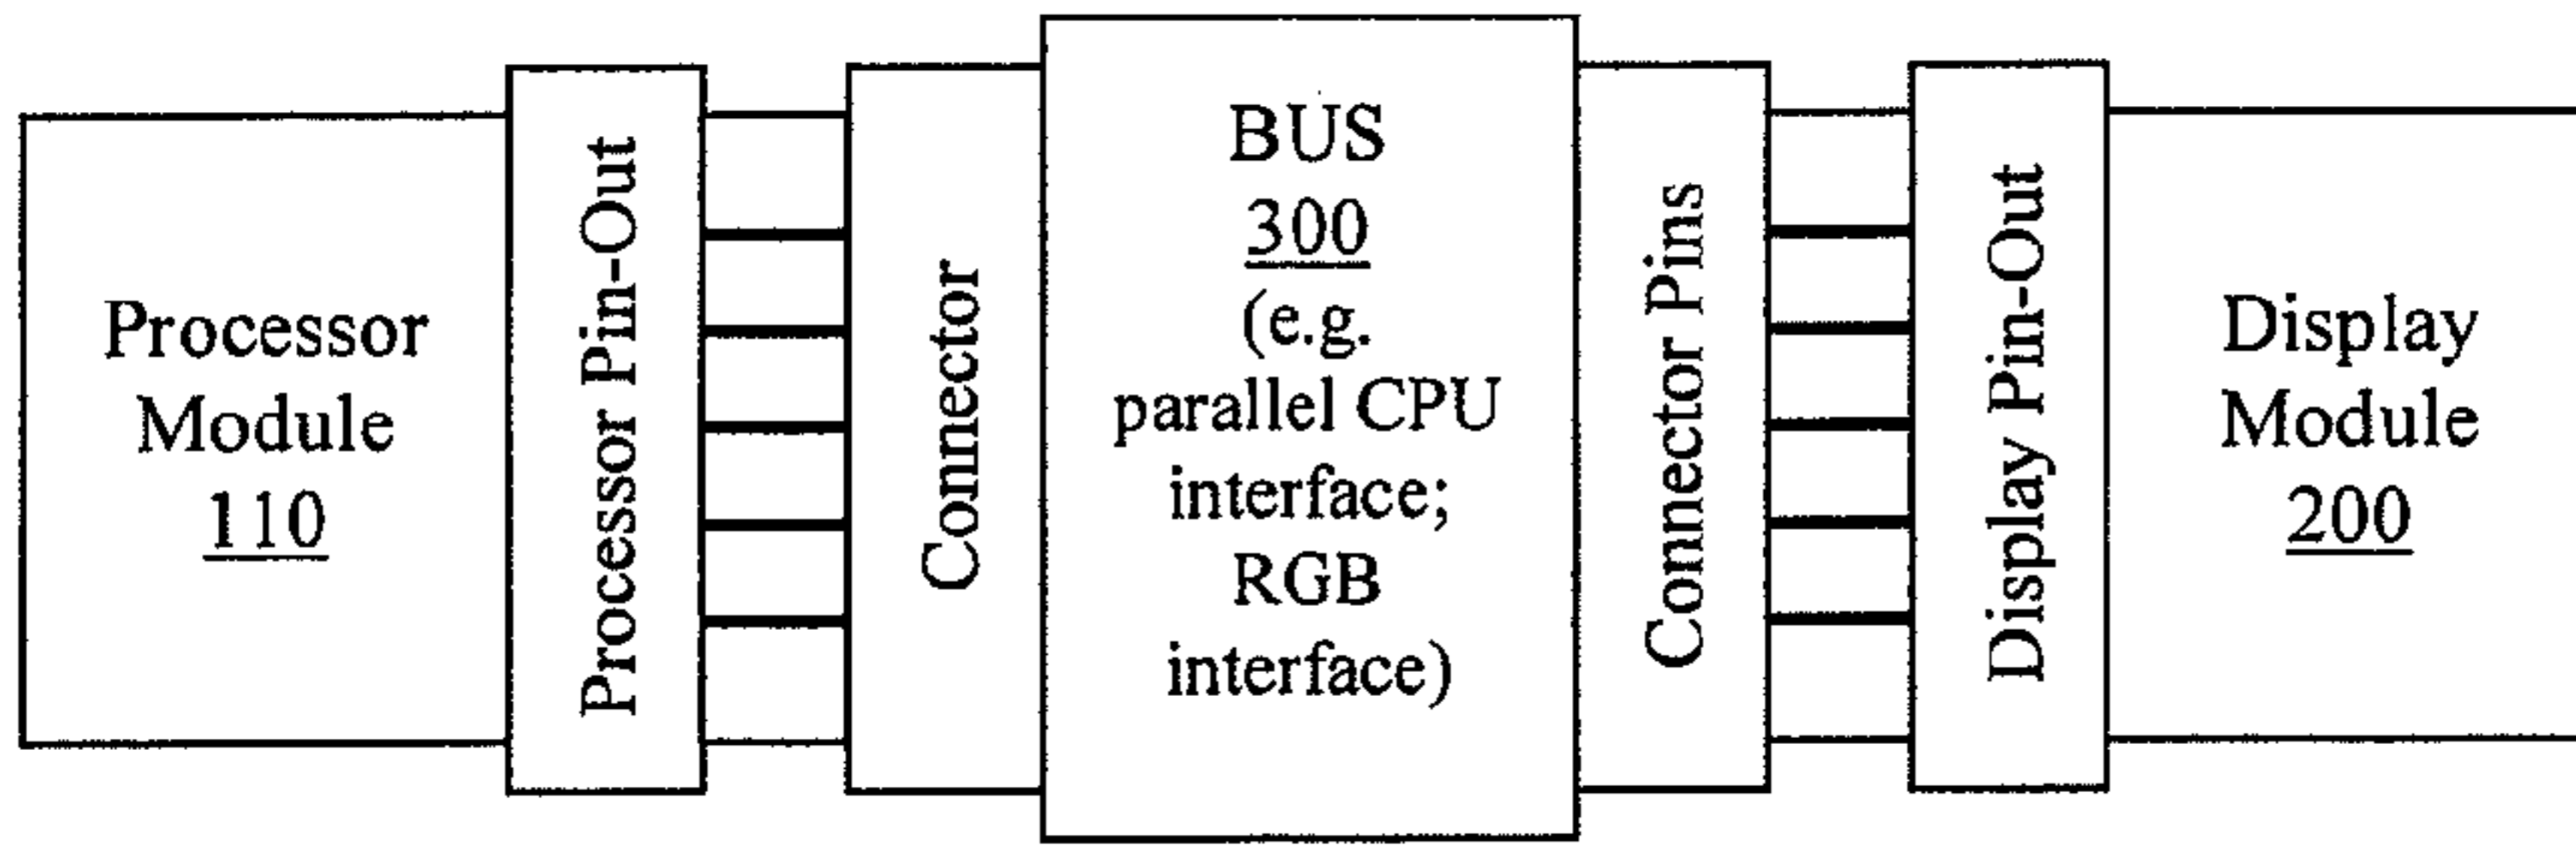 Processor
Module
110
Processor Pin-Out
Connector
BUS
300
(e.g.
parallel CPU
interface;
RGB
interface)
Connector Pins
Display Pin-Out
Display
Module
200